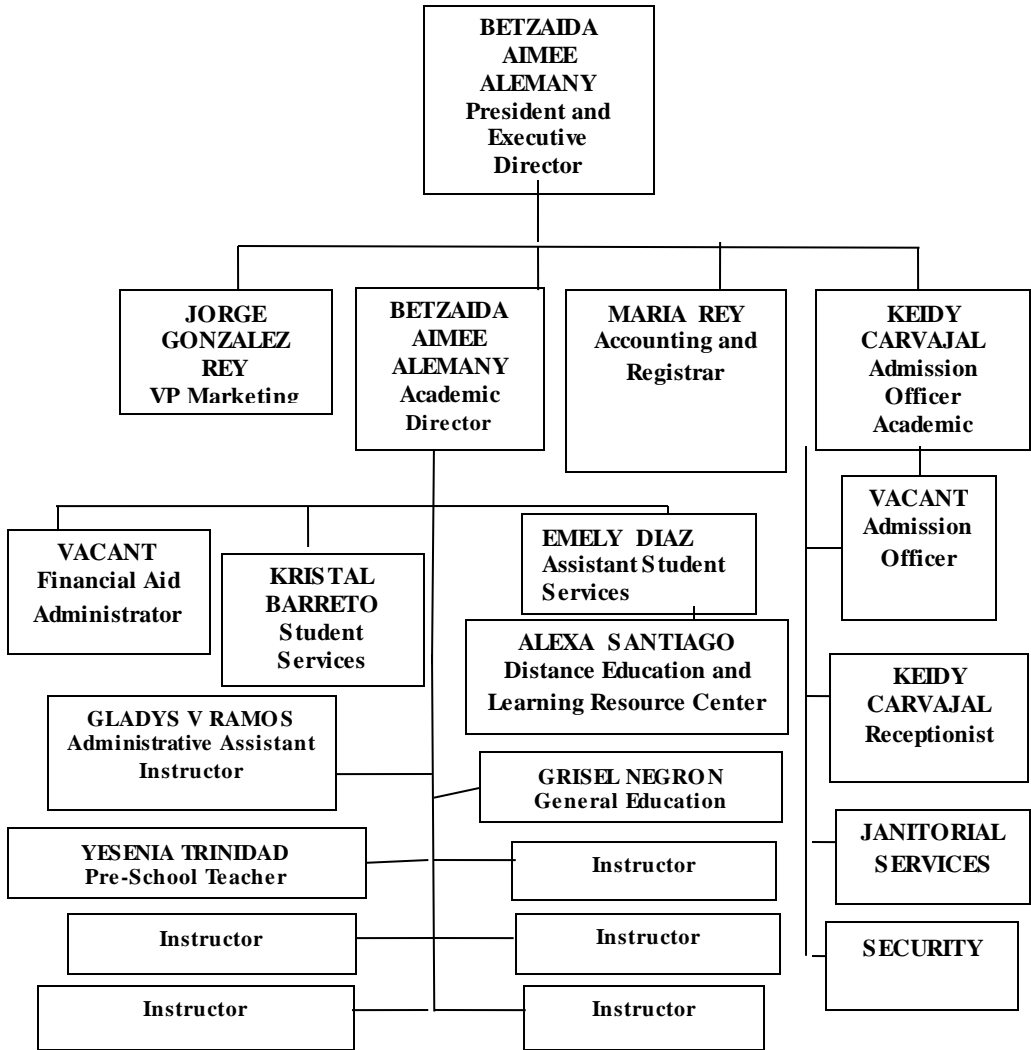 BETZAIDA
AIMEE
ALEMANY
President and
Executive
Director
JORGE
GONZALEZ
REY
VP Marketing
BETZAIDA
AIMEE
ALEMANY
Academic
Director
MARIA REY
Accounting and
Registrar
KEIDY
CARVAJAL
Admission
Officer
Academic
VACANT
Financial Aid
Administrator
KRISTAL
BARRETO
Student
Services
EMELY DIAZ
Assistant Student
Services
VACANT
Admission
Officer
ALEXA SANTIAGO
Distance Education and
Learning Resource Center
KEIDY
CARVAJAL
Receptionist
GLADYS V RAMOS
Administrative Assistant
Instructor
GRISEL NEGRON
General Education
YESENIA TRINIDAD
Pre-School Teacher
Instructor
JANITORIAL
SERVICES
Instructor
Instructor
SECURITY
Instructor
Instructor